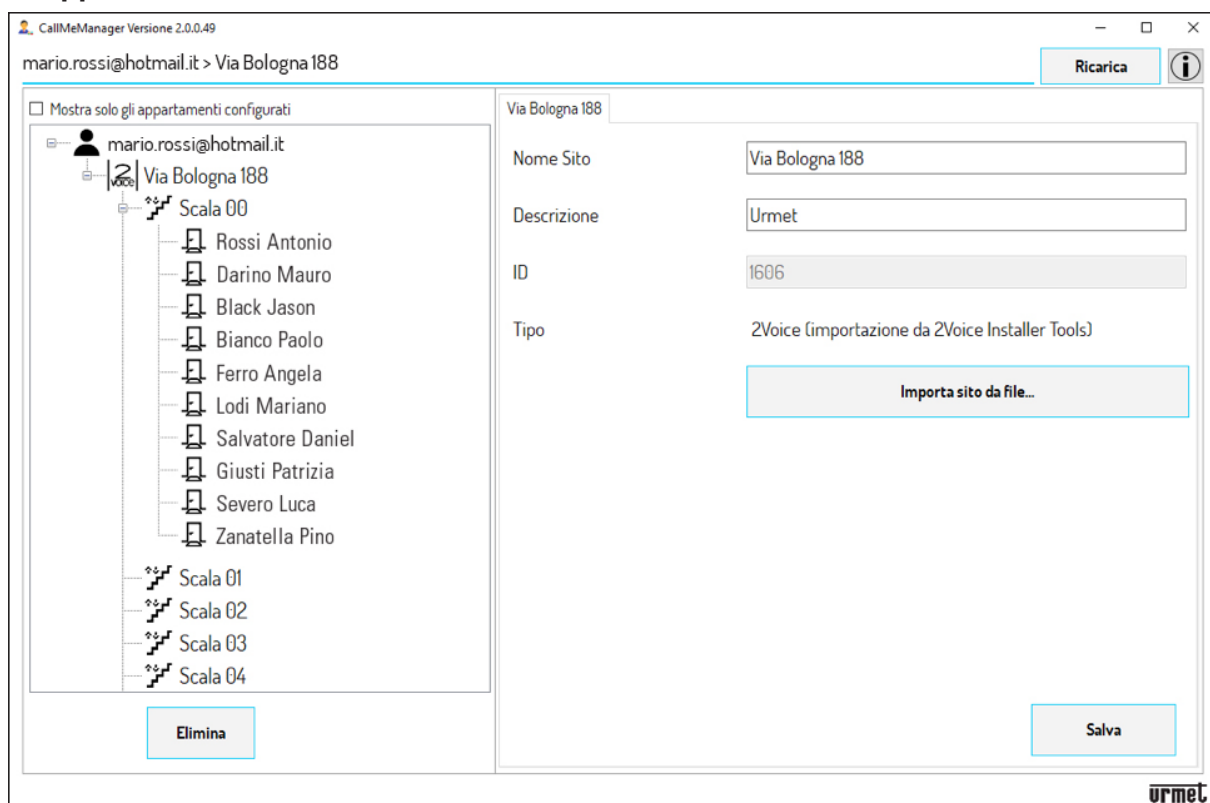 CallMeManager Versione 2.0.0.49
mario.rossi@hotmail.it > Via Bologna 188
Ricarica
Mostra solo gli appartamenti configurati
mario.rossi@hotmail.it
2 VOICE Via Bologna 188
Scala 00
Rossi Antonio
Darino Mauro
Black Jason
Bianco Paolo
Ferro Angela
Lodi Mariano
Salvatore Daniel
Giusti Patrizia
Severo Luca
Zanatella Pino
Scala 01
Scala 02
Scala 03
Scala 04
Elimina
Via Bologna 188
Nome Sito Via Bologna 188
Descrizione Urmet
ID 1606
Tipo 2Voice (importazione da 2Voice Installer Tools)
Importa sito da file...
Salva
urmet